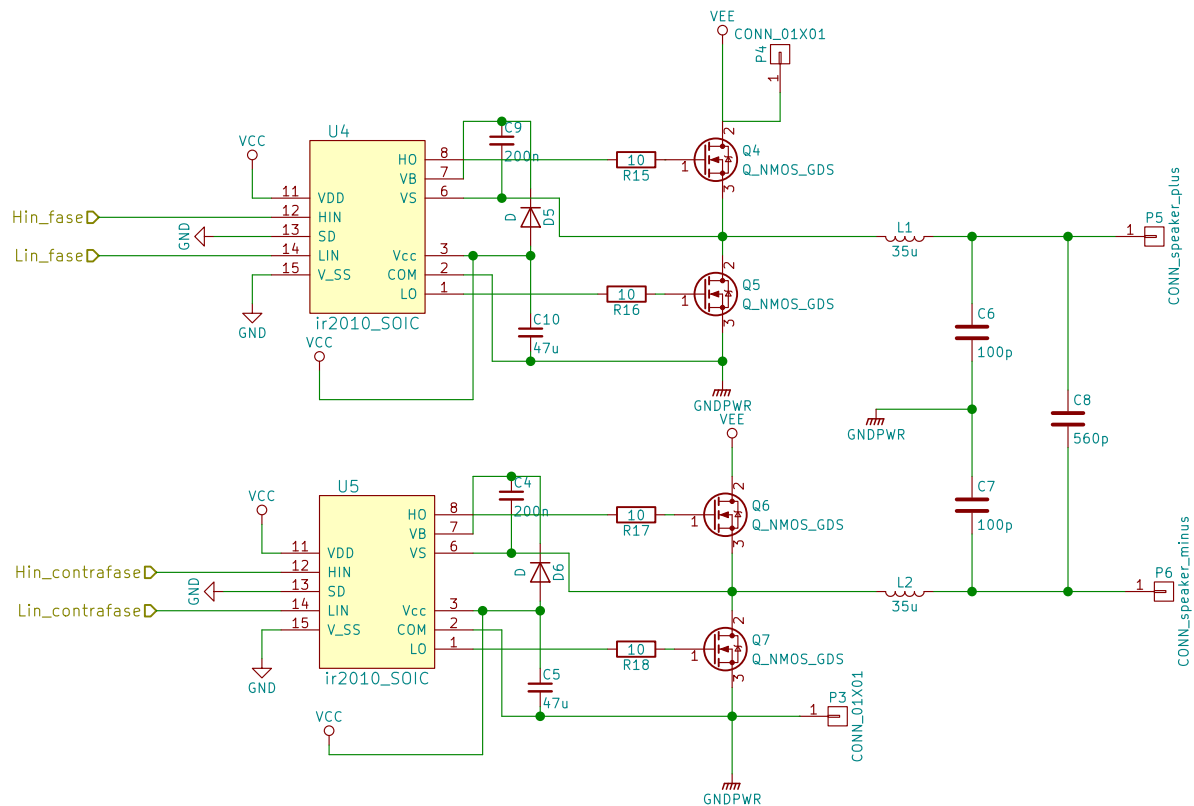 VEE
CONN_01X01
P4
1
U4
VCC
C9
200n
HO 8
VB 7
VS 6
11 VDD
12 HIN
13 SD
14 LIN
15 V_SS
Vcc 3
COM 2
LO 1
Hin_fase
GND
Lin_fase
GND
ir2010_SOIC
VCC
D
D5
C10
47u
10
R15
10
R16
2
1
3
Q4
Q_NMOS_GDS
2
1
3
Q5
Q_NMOS_GDS
GNDPWR
L1
35u
1
P5
CONN_speaker_plus
C6
100p
GNDPWR
C8
560p
C7
100p
VEE
U5
VCC
C4
200n
HO 8
VB 7
VS 6
11 VDD
12 HIN
13 SD
14 LIN
15 V_SS
Vcc 3
COM 2
LO 1
Hin_contrafase
GND
Lin_contrafase
GND
ir2010_SOIC
VCC
D
D6
C5
47u
10
R17
10
R18
2
1
3
Q6
Q_NMOS_GDS
2
1
3
Q7
Q_NMOS_GDS
L2
35u
1
P6
CONN_speaker_minus
1
P3
CONN_01X01
GNDPWR